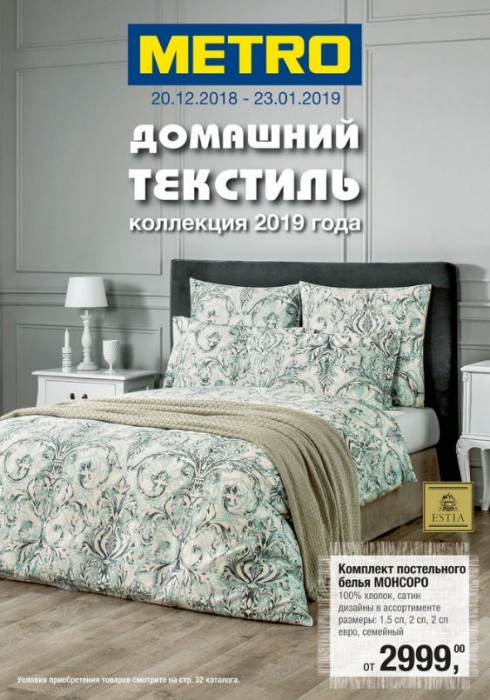 METRO
20.12.2018 - 23.01.2019
ДОМАШНИЙ
ТЕКСТИЛЬ
коллекция 2019 года
ESTIA
Комплект постельного
белья МОНСОРО
100% хлопок, сатин
дизайны в ассортименте
размеры: 1,5 сп, 2 сп, 2 сп
евро, семейный
от 2999,00
Условия приобретения товаров смотрите на стр. 32 каталога.